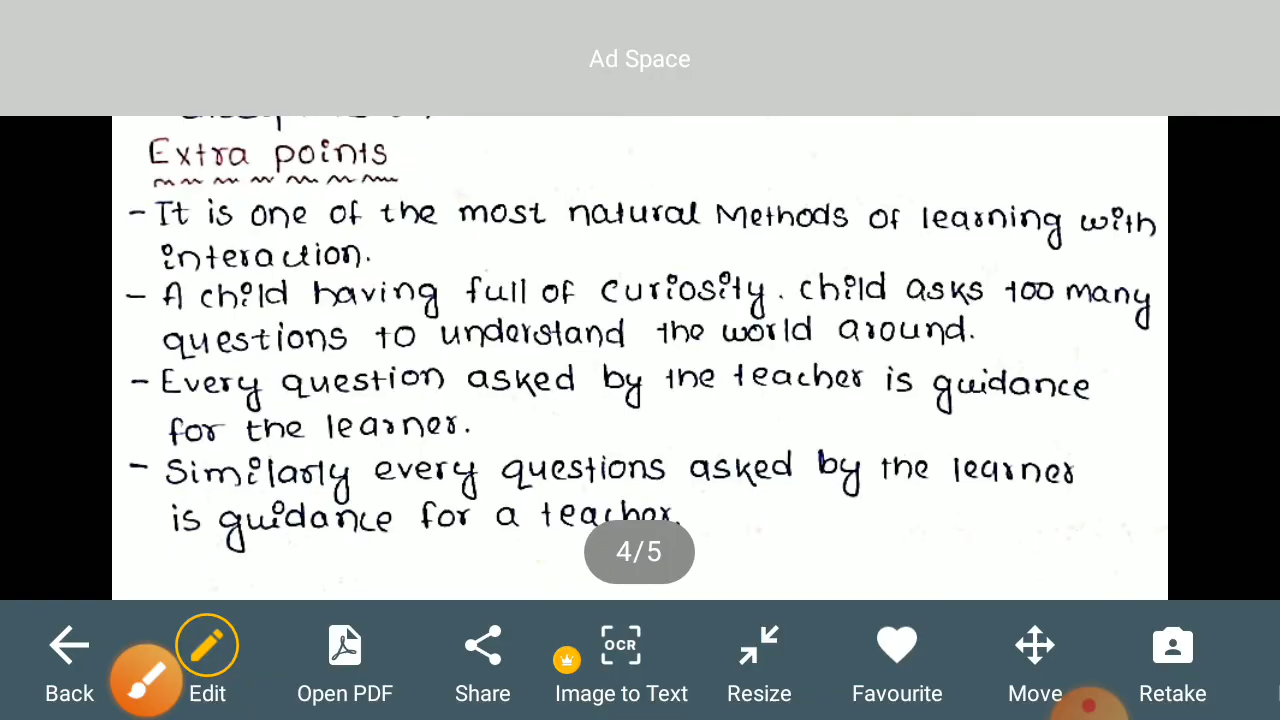 Ad Space
Extra points
- It is one of the most natural Methods of learning with
interaction.
- A child having full of curiosity. child asks too many
questions to understand the world around.
- Every question asked by the teacher is guidance
for the learner.
- Similarly every questions asked by the learner
is guidance for a teacher.
4/5
OCR
Back Edit Open PDF Share Image to Text Resize Favourite Move Retake